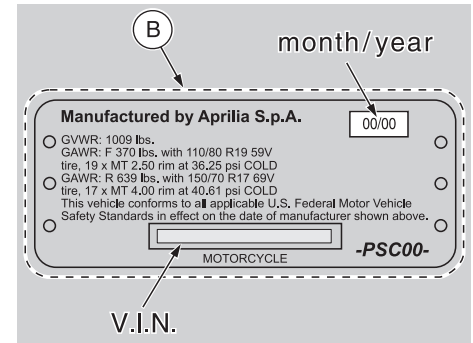 B
month/year
Manufactured by Aprilia S.p.A.
00/00
GVWR: 1009 lbs.
GAWR: F 370 lbs. with 110/80 R19 59V
tire, 19 x MT 2.50 rim at 36.25 psi COLD
GAWR: R 639 lbs. with 150/70 R17 69V
tire, 17 x MT 4.00 rim at 40.61 psi COLD
This vehicle conforms to all applicable U.S. Federal Motor Vehicle
Safety Standards in effect on the date of manufacturer shown above.
MOTORCYCLE
-PSC00-
V.I.N.